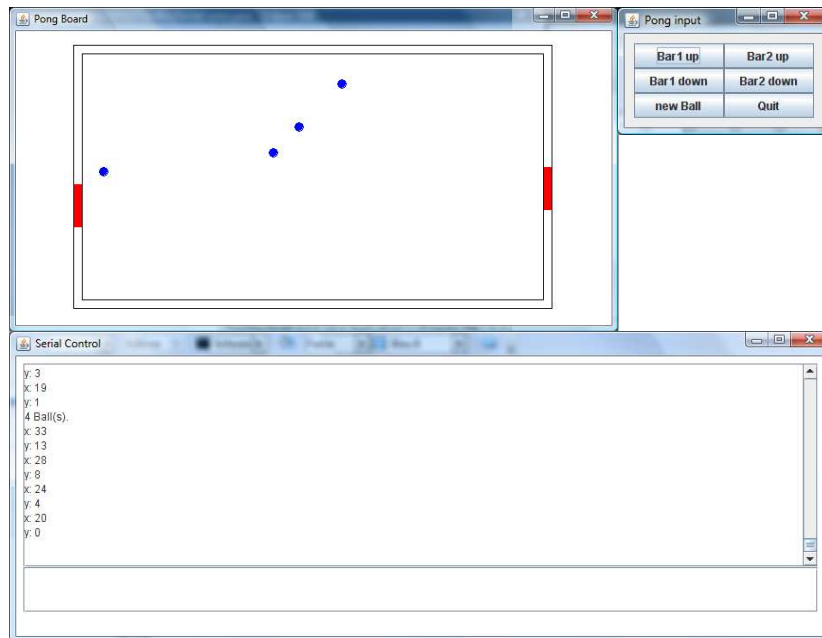 Pong Board
Pong input
Bar1 up
Bar2 up
Bar1 down
Bar2 down
new Ball
Quit
Serial Control
y: 3
x: 19
y: 1
4 Ball(s).
x: 33
y: 13
x: 28
y: 8
x: 24
y: 4
x: 20
y: 0